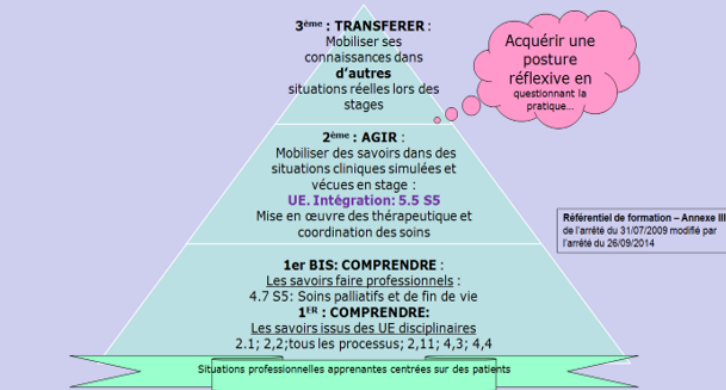 3ème : TRANSFERER :
Mobiliser ses
connaissances dans
d'autres
situations réelles lors des
stages
Acquérir une
posture
réflexive en
questionnant la
pratique...
2ème : AGIR :
Mobiliser des savoirs dans des
situations cliniques simulées et
vécues en stage :
UE. Intégration: 5.5 S5
Mise en œuvre des thérapeutique et
coordination des soins
Référentiel de formation – Annexe III
de l'arrêté du 31/07/2009 modifié par
l'arrêté du 26/09/2014
1er BIS: COMPRENDRE :
Les savoirs faire professionnels :
4.7 S5: Soins palliatifs et de fin de vie
1ER : COMPRENDRE:
Les savoirs issus des UE disciplinaires
2.1; 2,2;tous les processus; 2,11; 4,3; 4,4
Situations professionnelles apprenantes centrées sur des patients